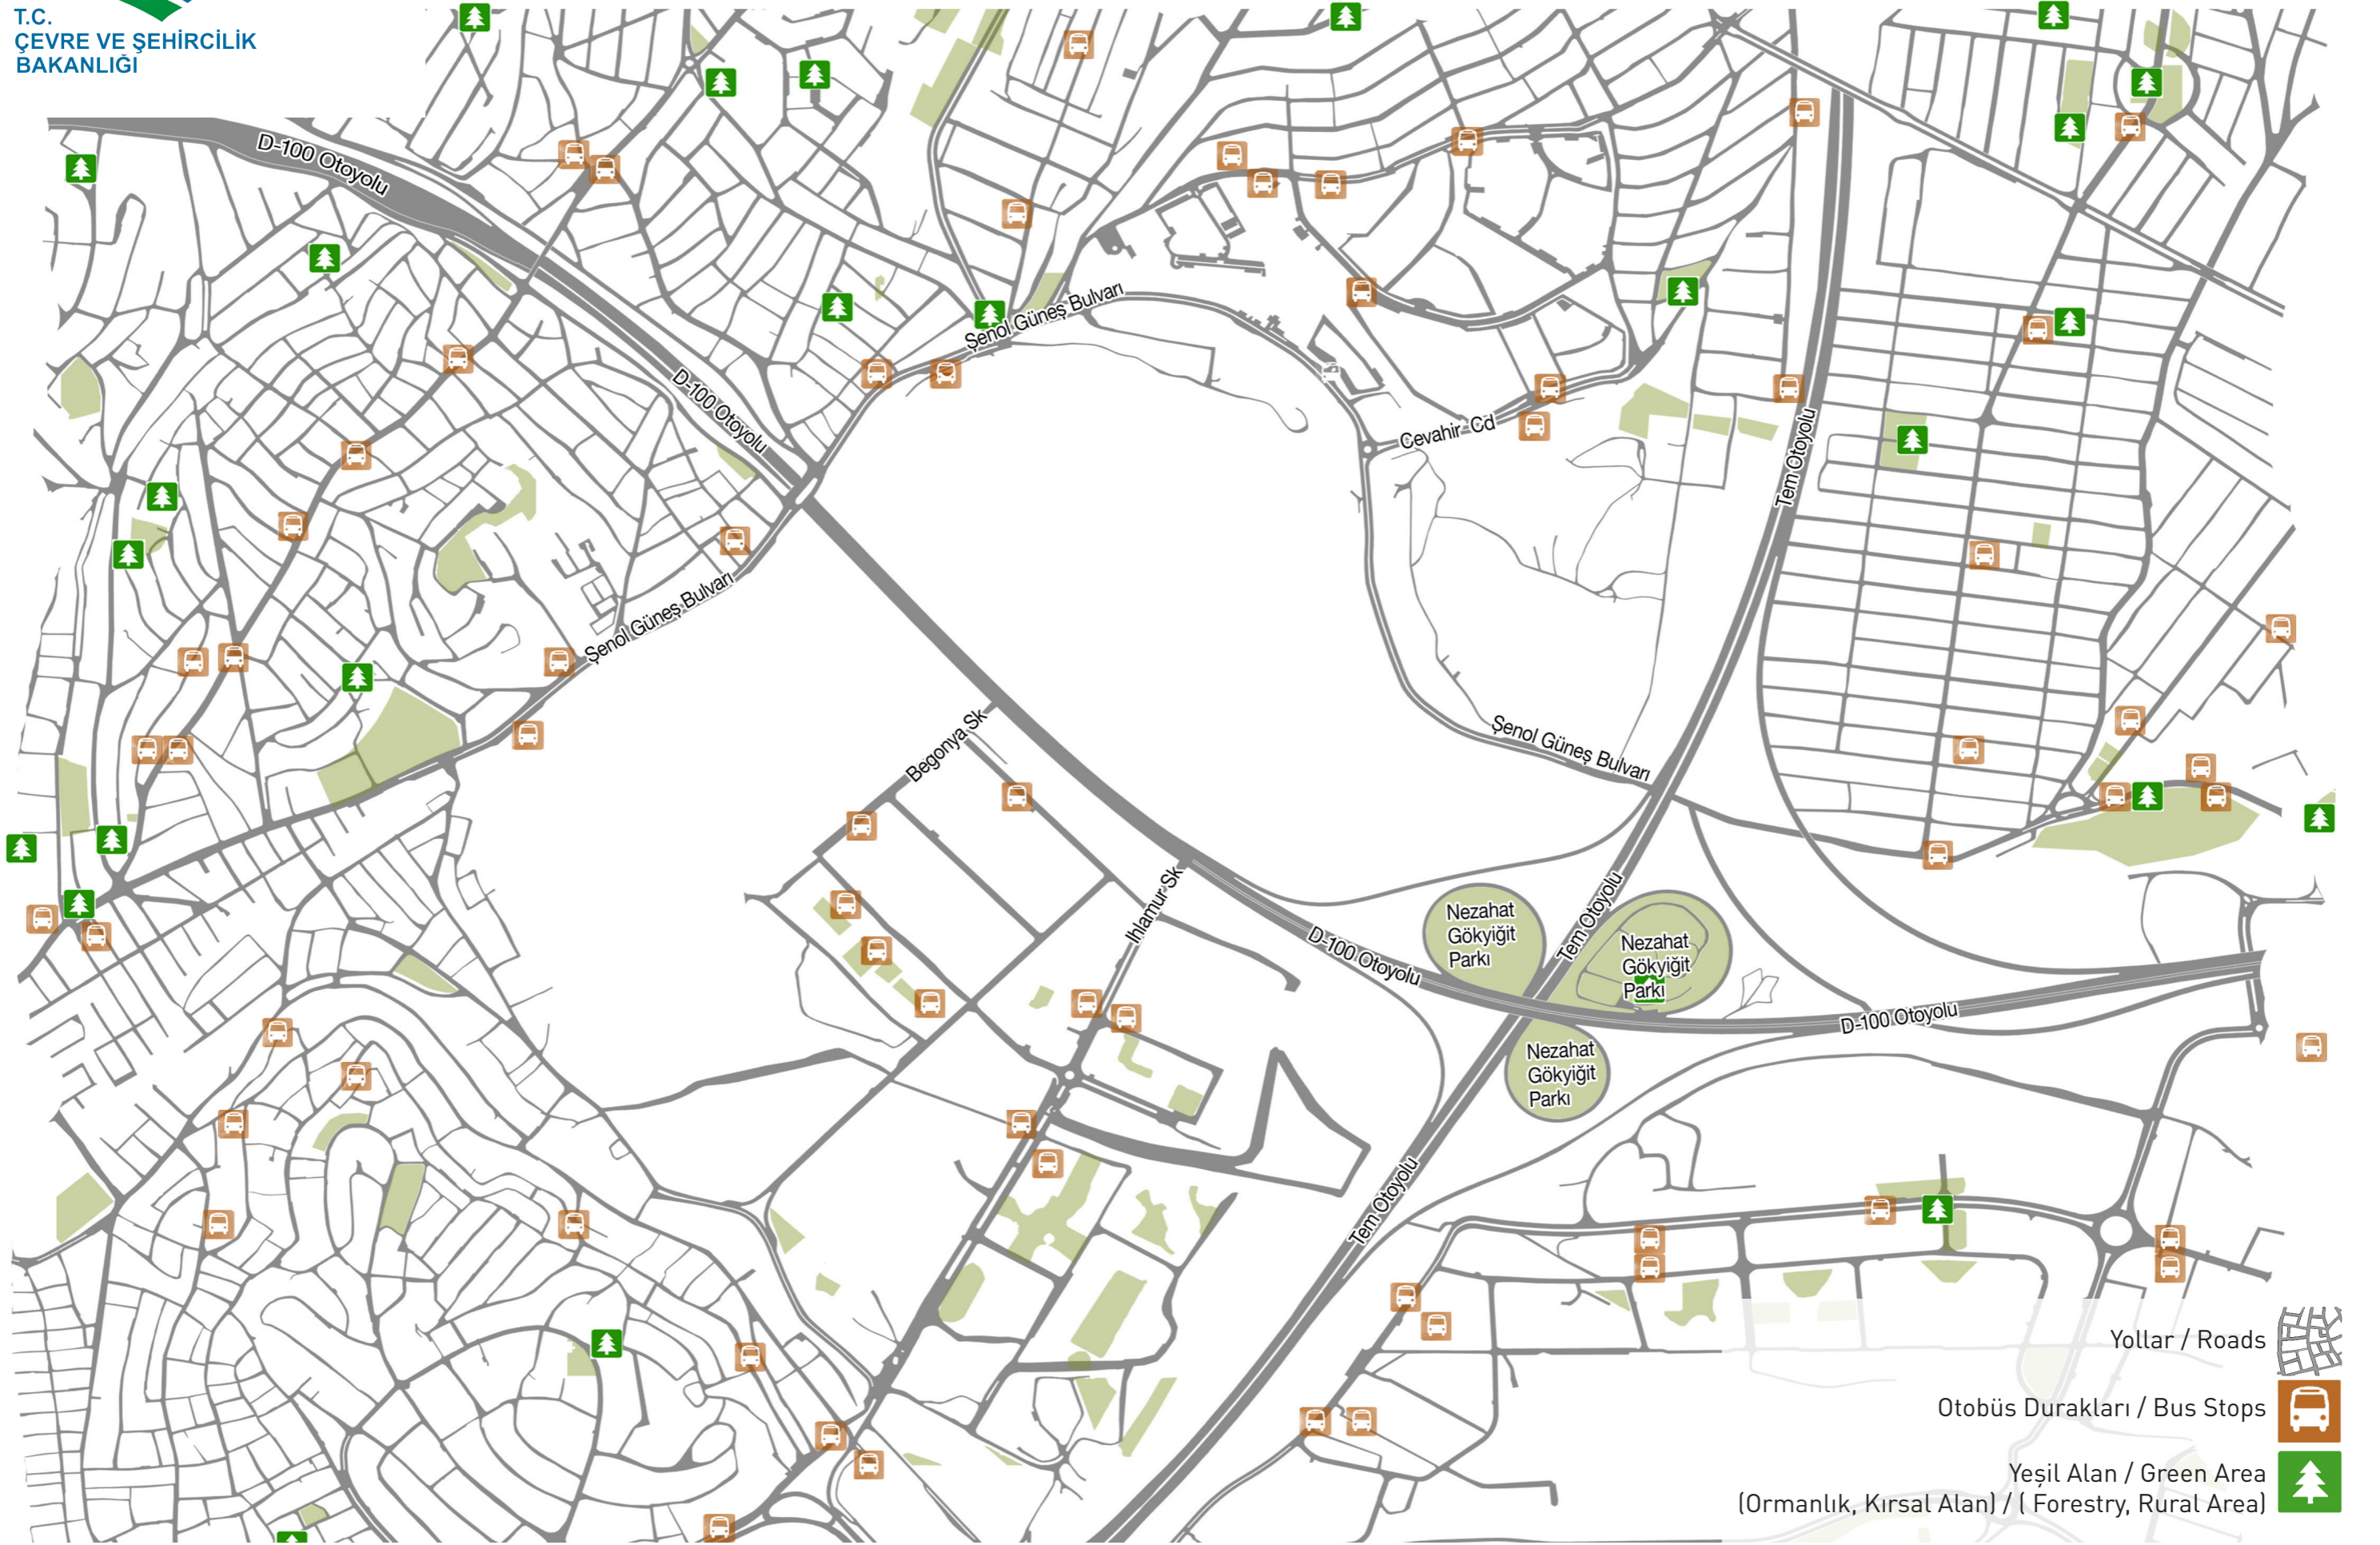 T.C.
ÇEVRE VE ŞEHİRCİLİK
BAKANLIĞI
D-100 Otoyolu
Şenol Güneş Bulvarı
D-100 Otoyolu
Cevahir Cd
Tem Otoyolu
Şenol Güneş Bulvarı
Begonya Sk
Şenol Güneş Bulvarı
Ihlamur Sk
Tem Otoyolu
D-100 Otoyolu
Nezahat
Gökyiğit
Parkı
Nezahat
Gökyiğit
Parkı
D-100 Otoyolu
Nezahat
Gökyiğit
Parkı
Tem Otoyolu
Yollar / Roads
Otobüs Durakları / Bus Stops
Yeşil Alan / Green Area
(Ormanlık, Kırsal Alan) / ( Forestry, Rural Area)